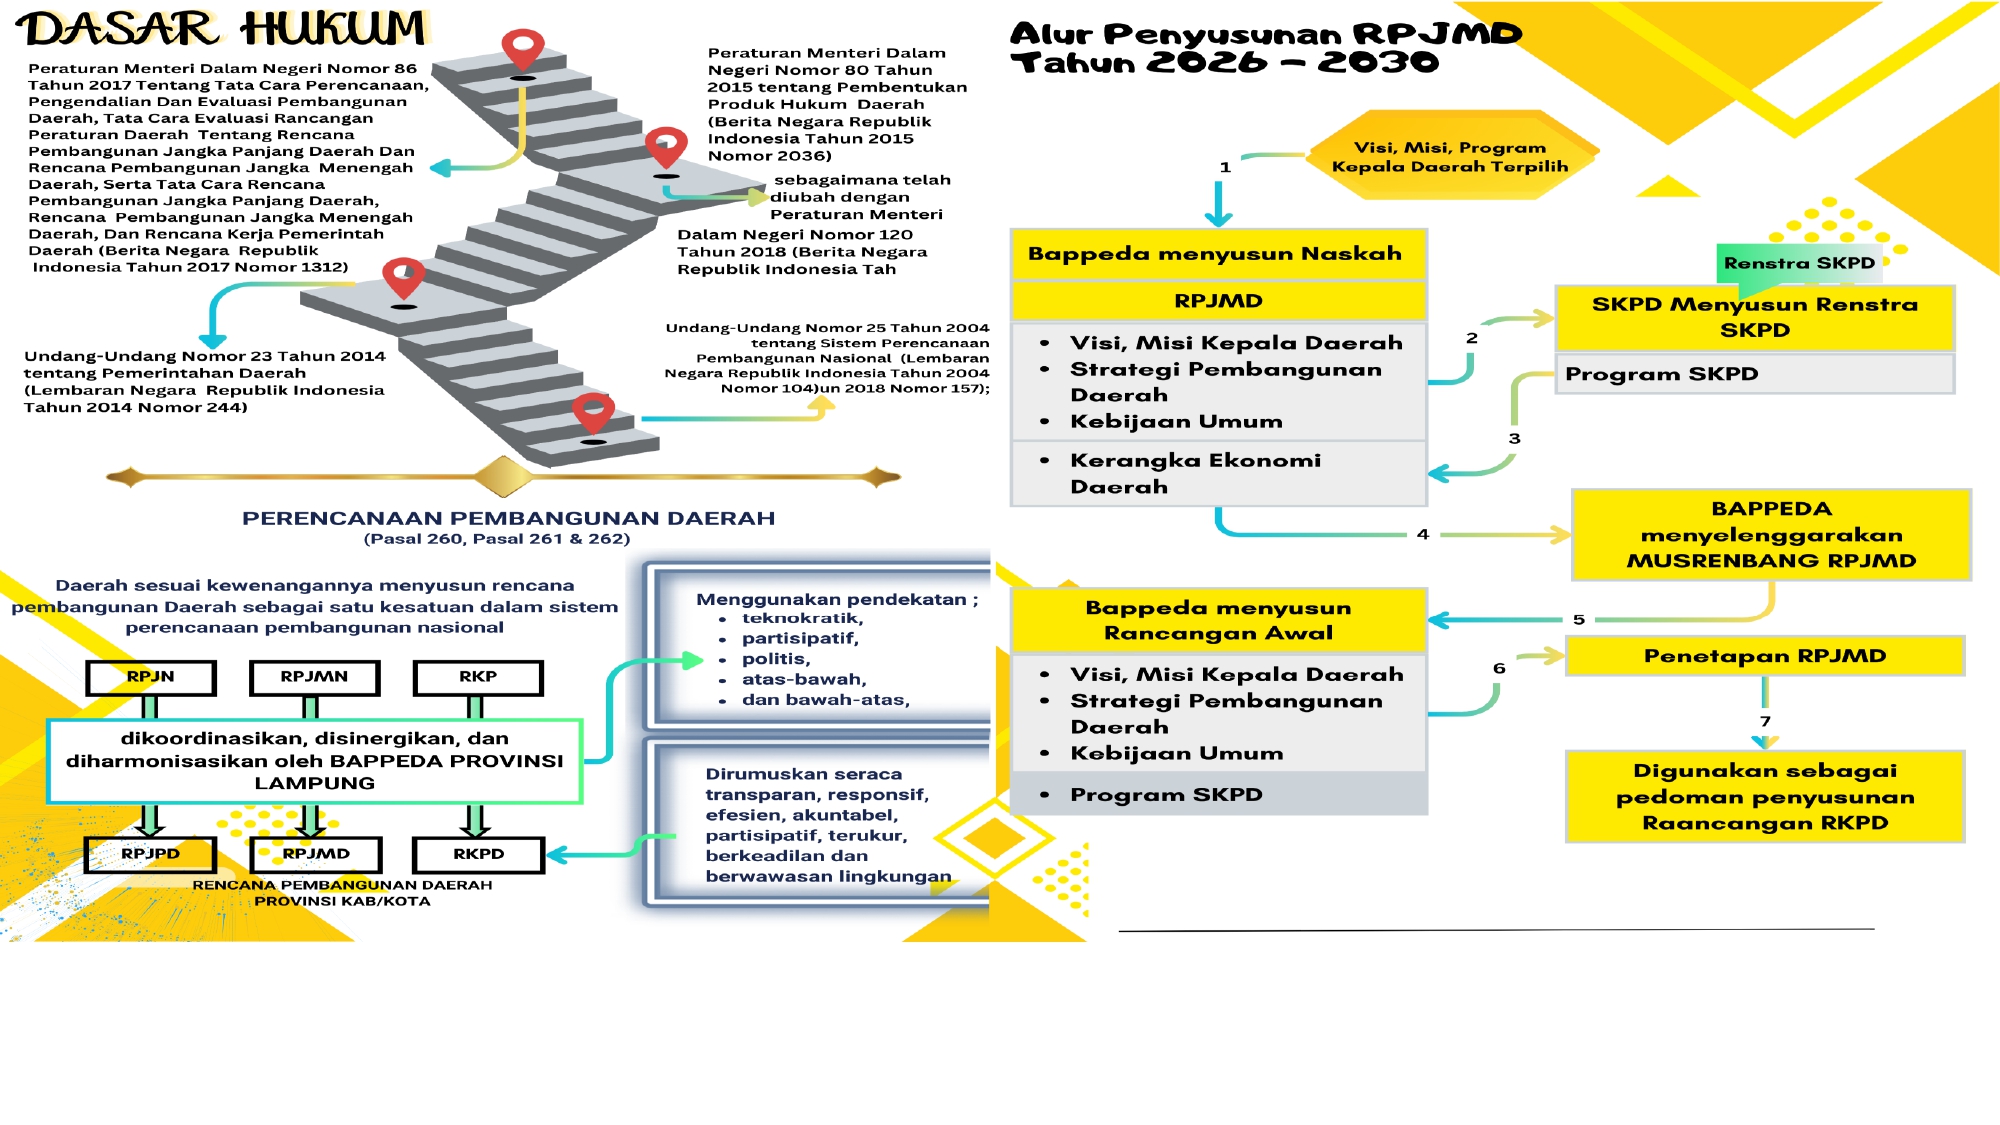 DASAR HUKUM
Peraturan Menteri Dalam Negeri Nomor 86
Tahun 2017 Tentang Tata Cara Perencanaan,
Pengendalian Dan Evaluasi Pembangunan
Daerah, Tata Cara Evaluasi Rancangan
Peraturan Daerah Tentang Rencana
Pembangunan Jangka Panjang Daerah Dan
Rencana Pembangunan Jangka Menengah
Daerah, Serta Tata Cara Rencana
Pembangunan Jangka Panjang Daerah,
Rencana Pembangunan Jangka Menengah
Daerah, Dan Rencana Kerja Pemerintah
Daerah (Berita Negara Republik
Indonesia Tahun 2017 Nomor 1312)
Peraturan Menteri Dalam
Negeri Nomor 80 Tahun
2015 tentang Pembentukan
Produk Hukum Daerah
(Berita Negara Republik
Indonesia Tahun 2015
Nomor 2036)
sebagaimana telah
diubah dengan
Peraturan Menteri
Dalam Negeri Nomor 120
Tahun 2018 (Berita Negara
Republik Indonesia Tah
Undang-Undang Nomor 23 Tahun 2014
tentang Pemerintahan Daerah
(Lembaran Negara Republik Indonesia
Tahun 2014 Nomor 244)
Undang-Undang Nomor 25 Tahun 2004
tentang Sistem Perencanaan
Pembangunan Nasional (Lembaran
Negara Republik Indonesia Tahun 2004
Nomor 104)un 2018 Nomor 157);
PERENCANAAN PEMBANGUNAN DAERAH
(Pasal 260, Pasal 261 & 262)
Daerah sesuai kewenangannya menyusun rencana
pembangunan Daerah sebagai satu kesatuan dalam sistem
perencanaan pembangunan nasional
RPJN
RPJMN
RKP
dikoordinasikan, disinergikan, dan
diharmonisasikan oleh BAPPEDA PROVINSI
LAMPUNG
RPJPD
RPJMD
RKPD
RENCANA PEMBANGUNAN DAERAH
PROVINSI KAB/KOTA
Menggunakan pendekatan ;
• teknokratik,
• partisipatif,
• politis,
• atas-bawah,
• dan bawah-atas,
Dirumuskan seraca
transparan, responsif,
efesien, akuntabel,
partisipatif, terukur,
berkeadilan dan
berwawasan lingkungan
Alur Penyusunan RPJMD
Tahun 2026 - 2030
Visi, Misi, Program
Kepala Daerah Terpilih
1
Bappeda menyusun Naskah
RPJMD
• Visi, Misi Kepala Daerah
• Strategi Pembangunan
Daerah
• Kebijaan Umum
• Kerangka Ekonomi
Daerah
2
Renstra SKPD
SKPD Menyusun Renstra
SKPD
Program SKPD
3
4
BAPPEDA
menyelenggarakan
MUSRENBANG RPJMD
5
Bappeda menyusun
Rancangan Awal
• Visi, Misi Kepala Daerah
• Strategi Pembangunan
Daerah
• Kebijaan Umum
• Program SKPD
6
Penetapan RPJMD
7
Digunakan sebagai
pedoman penyusunan
Raancangan RKPD